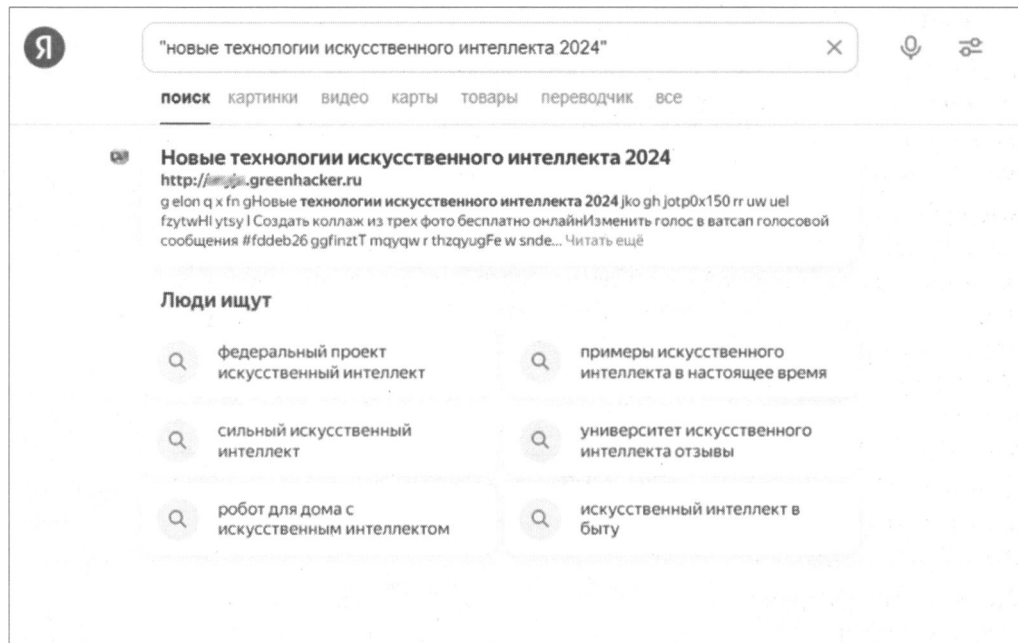 Я
"новые технологии искусственного интеллекта 2024"
поиск картинки видео карты товары переводчик все
Новые технологии искусственного интеллекта 2024
http://.greenhacker.ru
g elon q x fn gНовые технологии искусственного интеллекта 2024 jko gh jotp0x150 rr uw uel
fzytwHl ytsy l Создать коллаж из трех фото бесплатно онлайнИзменить голос в ватсап голосовой
сообщения #fddeb26 ggfinztT mqyqw r thzqyugFe w snde... Читать ещё
Люди ищут
федеральный проект
искусственный интеллект
примеры искусственного
интеллекта в настоящее время
сильный искусственный
интеллект
университет искусственного
интеллекта отзывы
робот для дома с
искусственным интеллектом
искусственный интеллект в
быту